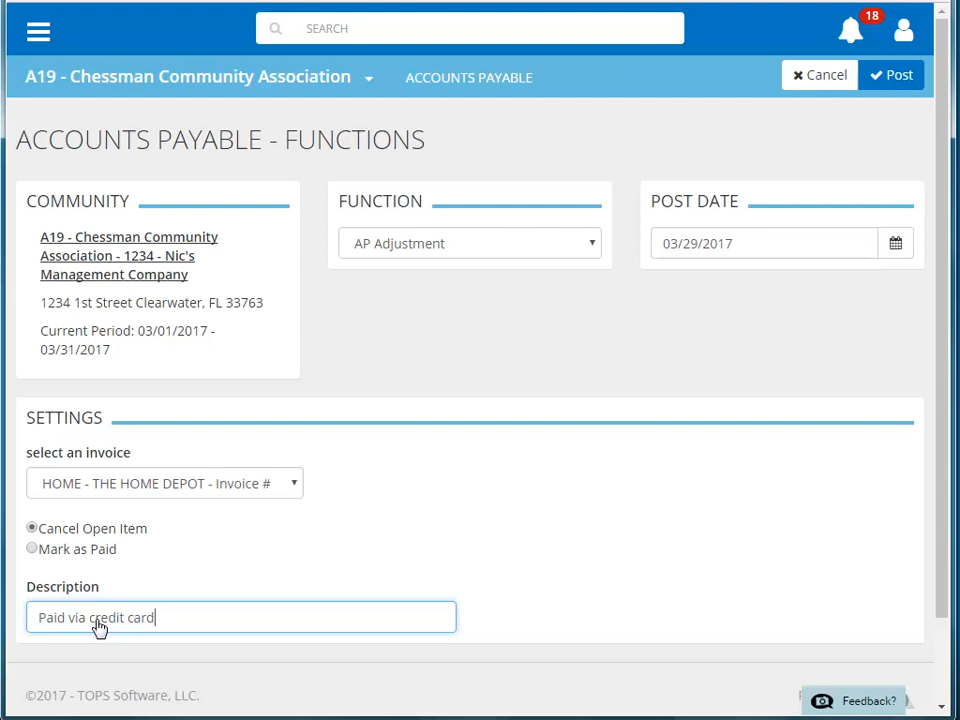 SEARCH
18
A19 - Chessman Community Association
ACCOUNTS PAYABLE
Cancel
Post
ACCOUNTS PAYABLE - FUNCTIONS
COMMUNITY
A19 - Chessman Community
Association - 1234 - Nic's
Management Company
1234 1st Street Clearwater, FL 33763
Current Period: 03/01/2017 -
03/31/2017
FUNCTION
AP Adjustment
POST DATE
03/29/2017
SETTINGS
select an invoice
HOME - THE HOME DEPOT - Invoice #
Cancel Open Item
Mark as Paid
Description
Paid via credit card
©2017 - TOPS Software, LLC.
Feedback?